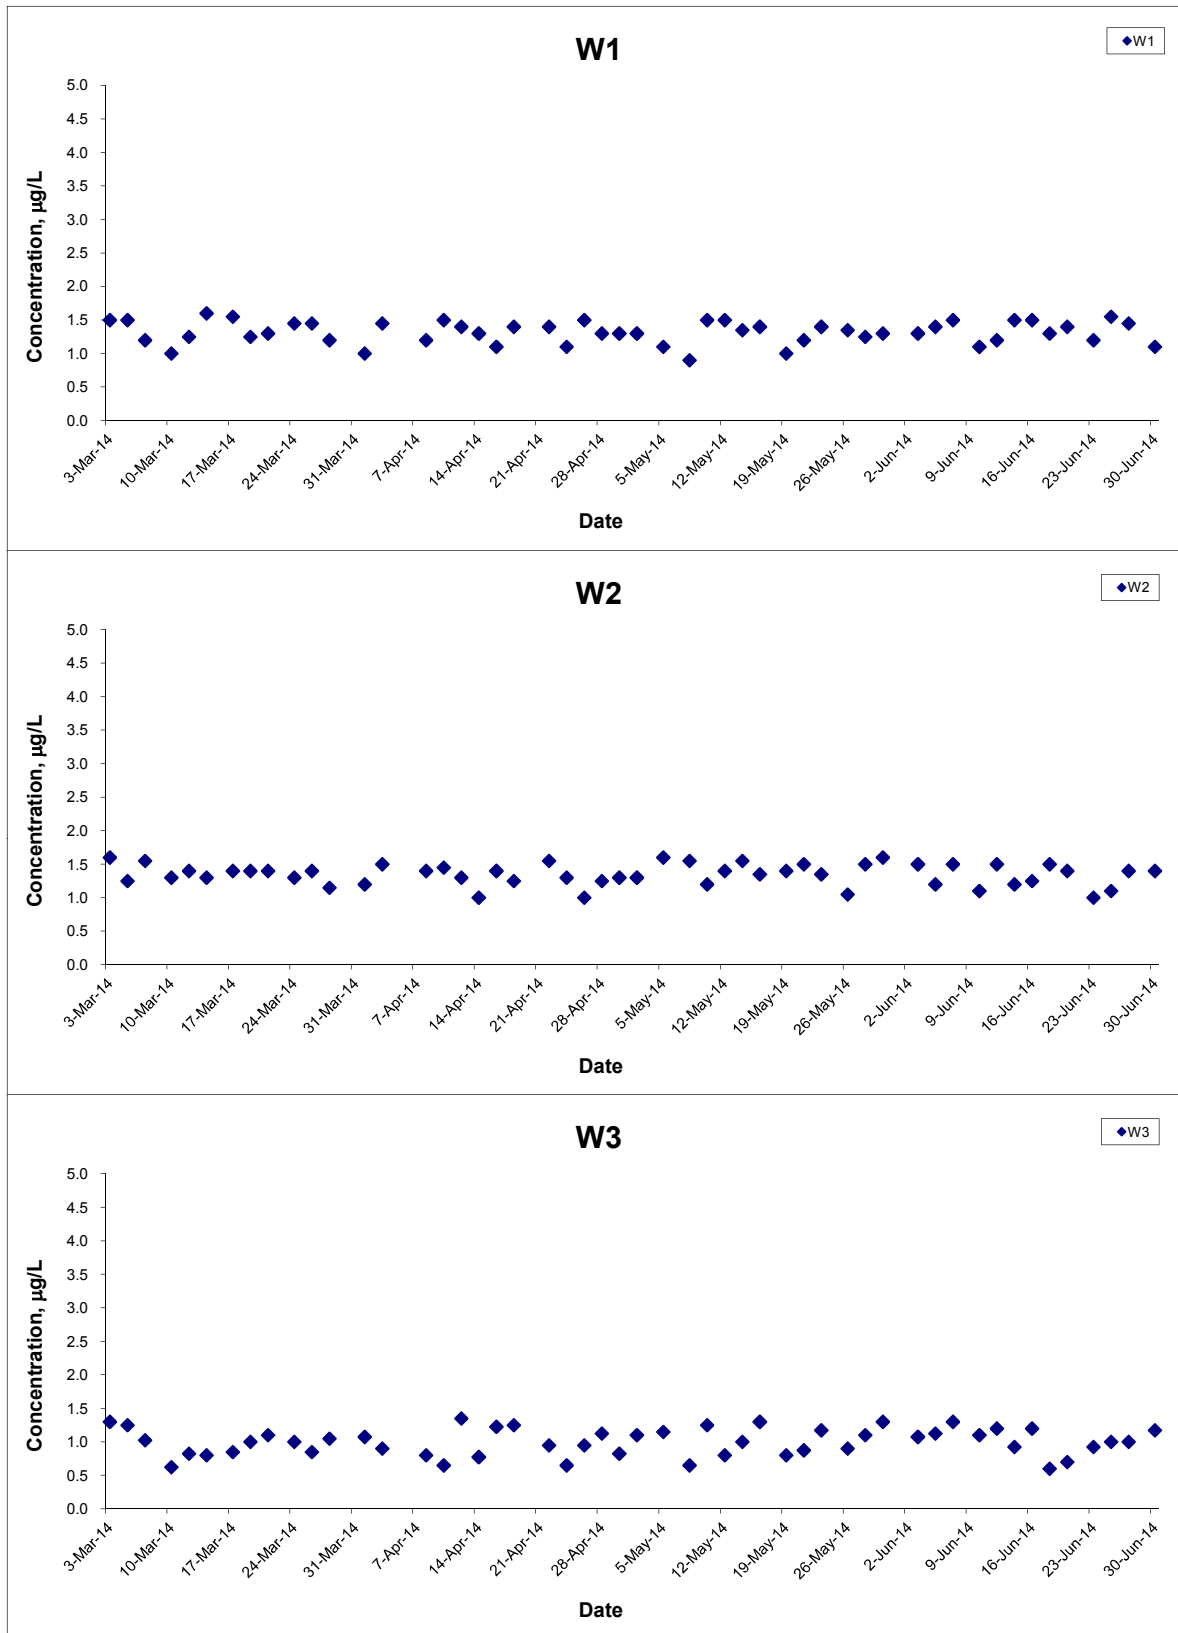 W1
W1
5.0
4.5
4.0
3.5
3.0
2.5
2.0
1.5
1.0
0.5
0.0
Concentration, µg/L
3-Mar-14
10-Mar-14
17-Mar-14
24-Mar-14
31-Mar-14
7-Apr-14
14-Apr-14
21-Apr-14
28-Apr-14
5-May-14
12-May-14
19-May-14
26-May-14
2-Jun-14
9-Jun-14
16-Jun-14
23-Jun-14
30-Jun-14
Date
W2
W2
5.0
4.5
4.0
3.5
3.0
2.5
2.0
1.5
1.0
0.5
0.0
Concentration, µg/L
3-Mar-14
10-Mar-14
17-Mar-14
24-Mar-14
31-Mar-14
7-Apr-14
14-Apr-14
21-Apr-14
28-Apr-14
5-May-14
12-May-14
19-May-14
26-May-14
2-Jun-14
9-Jun-14
16-Jun-14
23-Jun-14
30-Jun-14
Date
W3
W3
5.0
4.5
4.0
3.5
3.0
2.5
2.0
1.5
1.0
0.5
0.0
Concentration, µg/L
3-Mar-14
10-Mar-14
17-Mar-14
24-Mar-14
31-Mar-14
7-Apr-14
14-Apr-14
21-Apr-14
28-Apr-14
5-May-14
12-May-14
19-May-14
26-May-14
2-Jun-14
9-Jun-14
16-Jun-14
23-Jun-14
30-Jun-14
Date